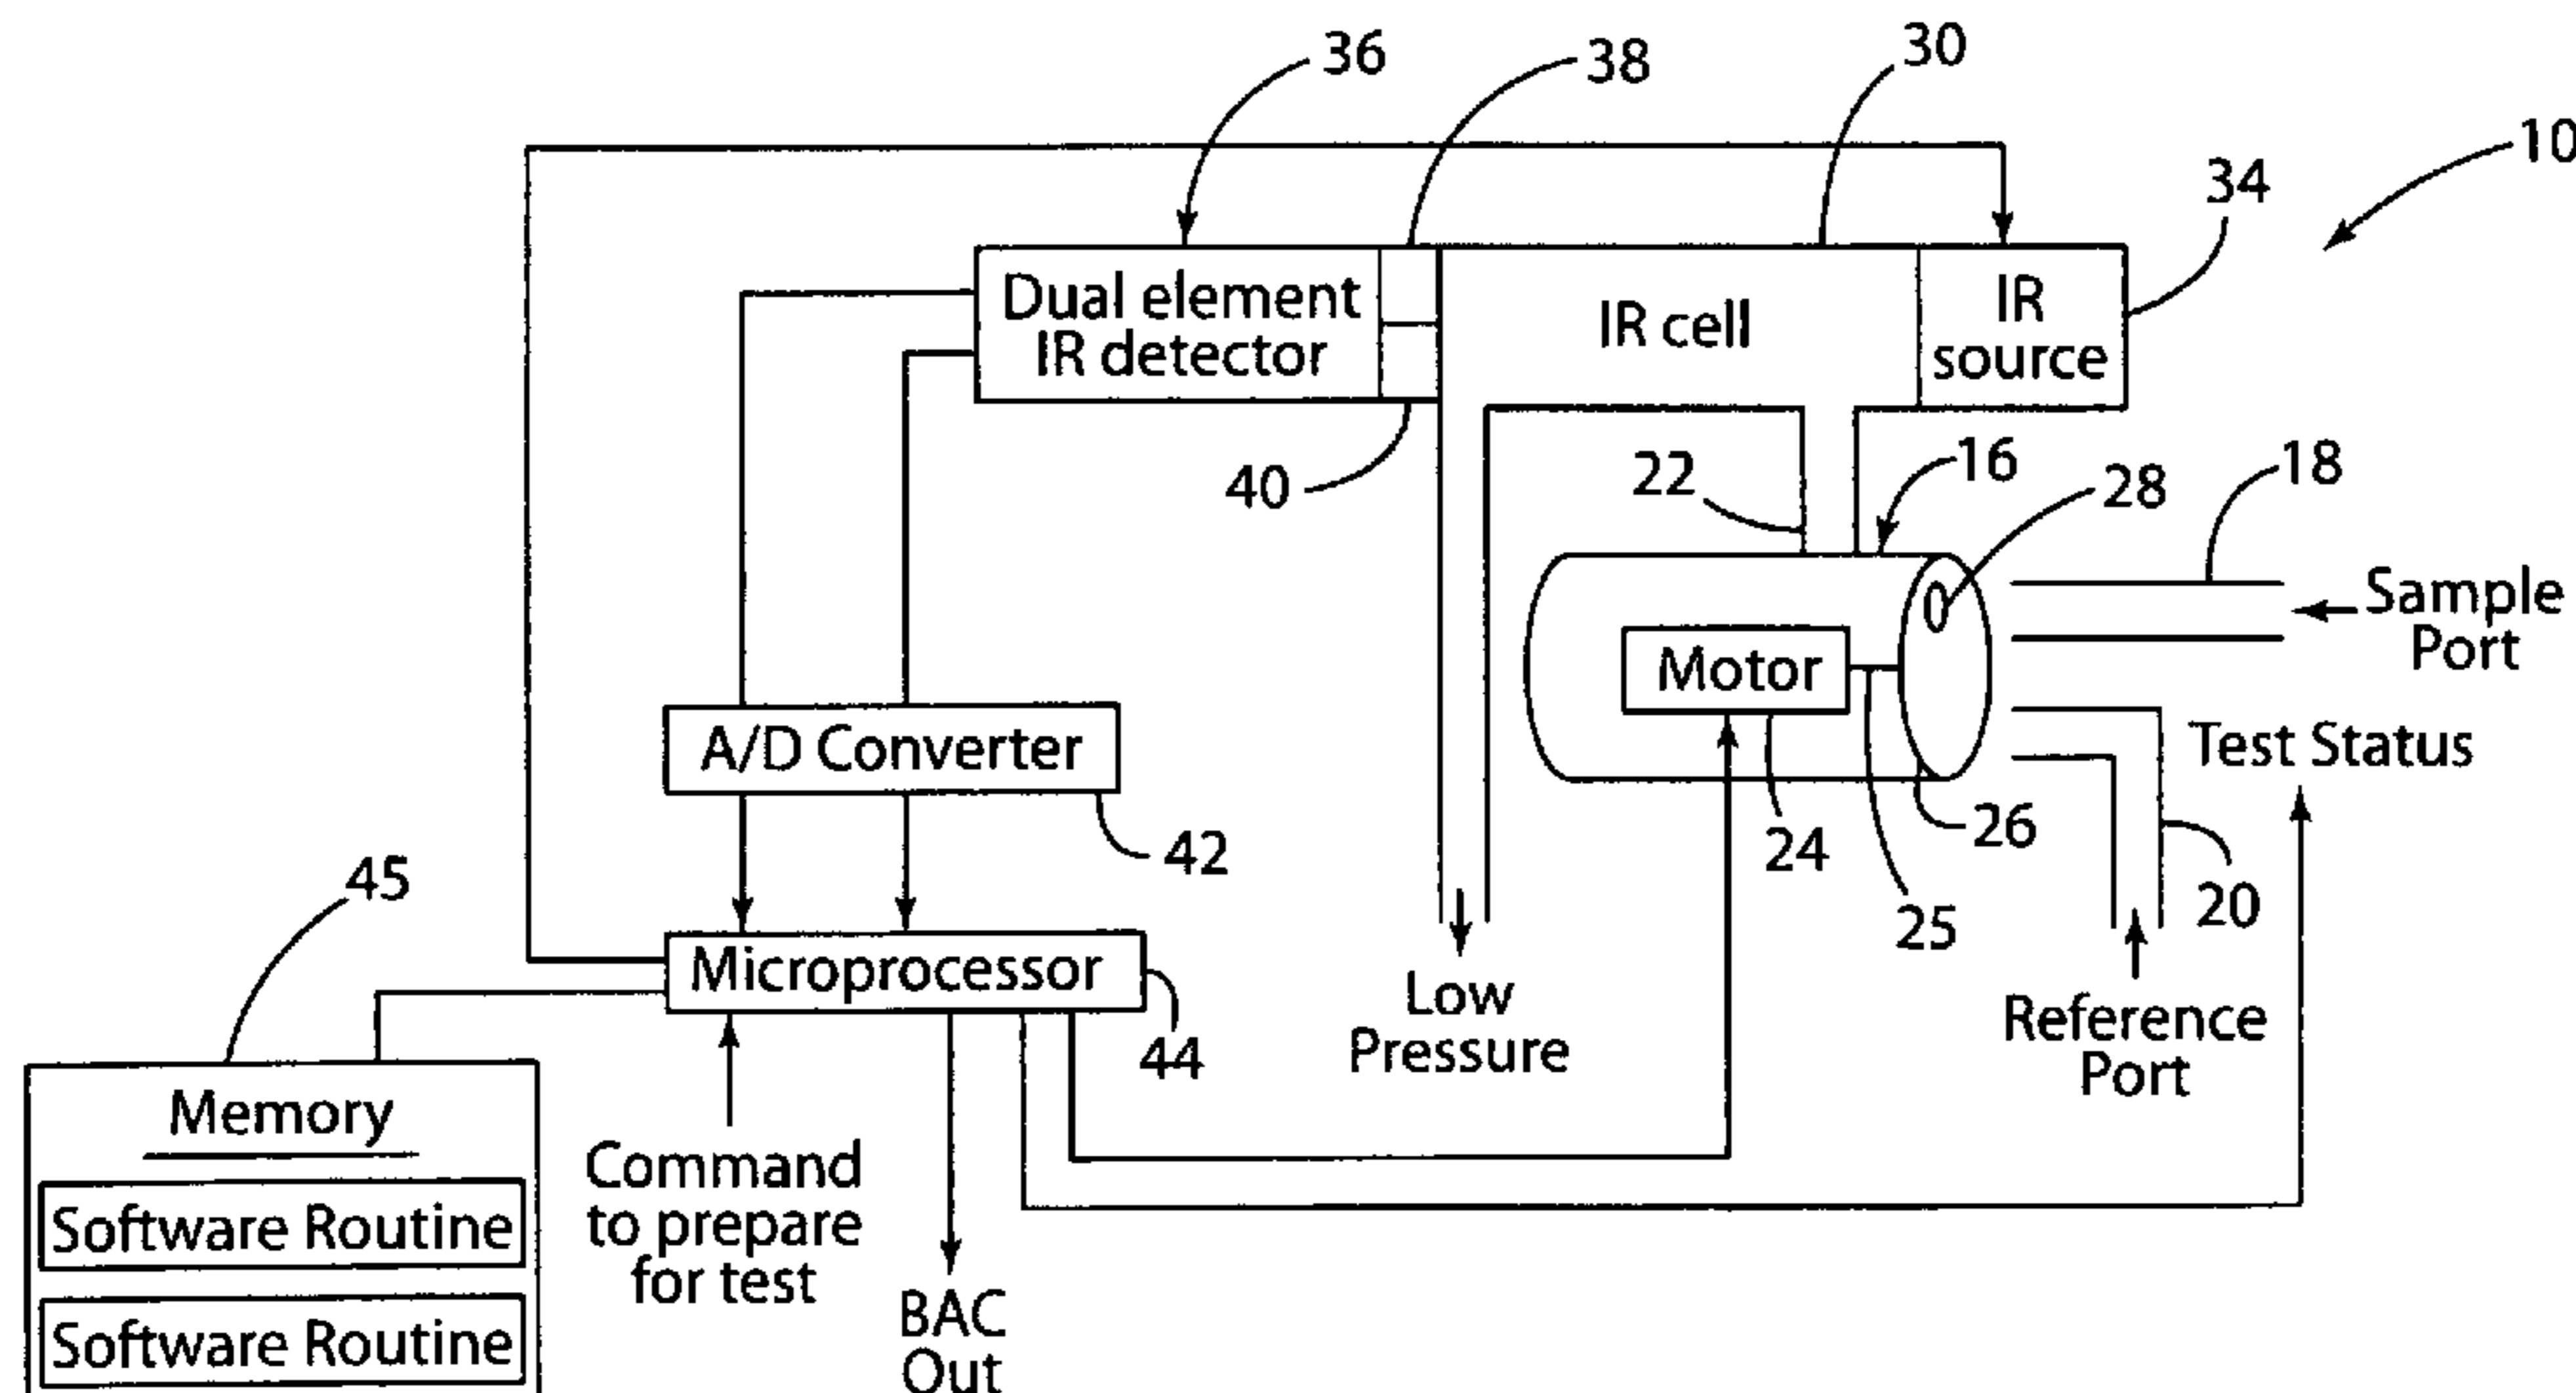 36
38
30
10
34
Dual element
IR detector
IR cell
IR
source
40
22
16
28
18
Sample
Port
Motor
Test Status
A/D Converter
42
24
26
25
20
45
Microprocessor
44
Low
Pressure
Reference
Port
Memory
Software Routine
Software Routine
Command
to prepare
for test
BAC
Out